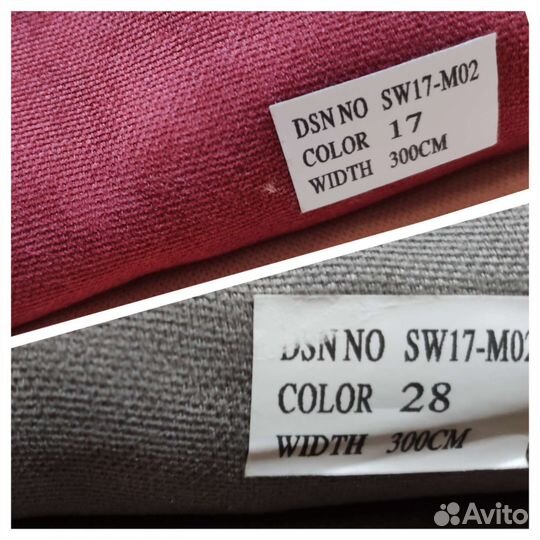 DSN NO SW17-M02
COLOR 17
WIDTH 300CM
DSN NO SW17-M02
COLOR 28
WIDTH 300CM
Avito